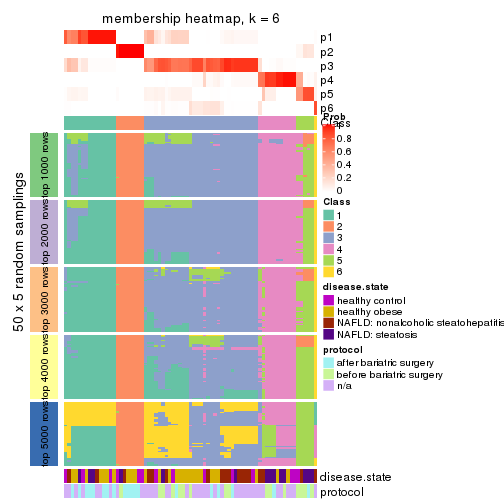 membership heatmap, k = 6
p1
p2
p3
p4
p5
p6
Class
Prob
1
0.8
0.6
0.4
0.2
0
Class
1
2
3
4
5
6
disease.state
healthy control
healthy obese
NAFLD: nonalcoholic steatohepatitis
NAFLD: steatosis
protocol
after bariatric surgery
before bariatric surgery
n/a
50 x 5 random samplings
top 1000 rows
top 2000 rows
top 3000 rows
top 4000 rows
top 5000 rows
disease.state
protocol